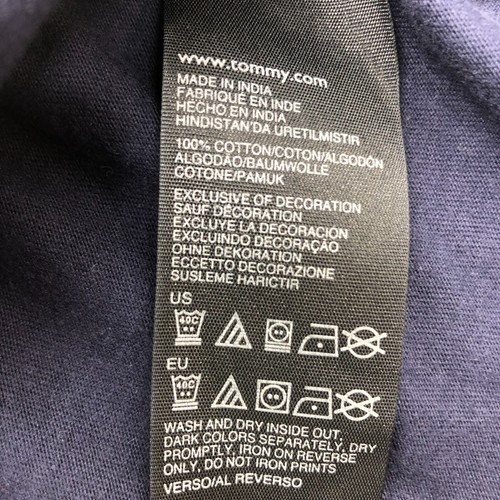 www.tommy.com
MADE IN INDIA
FABRIQUE EN INDE
HECHO EN INDIA
HINDISTAN'DA URETILMISTIR
100% COTTON/COTON/ALGODÓN
ALGODÃO/BAUMWOLLE
COTONE/PAMUK
EXCLUSIVE OF DECORATION
SAUF DÉCORATION
EXCLUYE LA DECORACIÓN
EXCLUINDO DECORAÇÃO
OHNE DEKORATION
ECCETTO DECORAZIONE
SUSLEME HARICTIR
US
40C
EU
40C
WASH AND DRY INSIDE OUT,
DARK COLORS SEPARATELY, DRY
PROMPTLY, IRON ON REVERSE
ONLY, DO NOT IRON PRINTS
VERSO/AL REVERSO